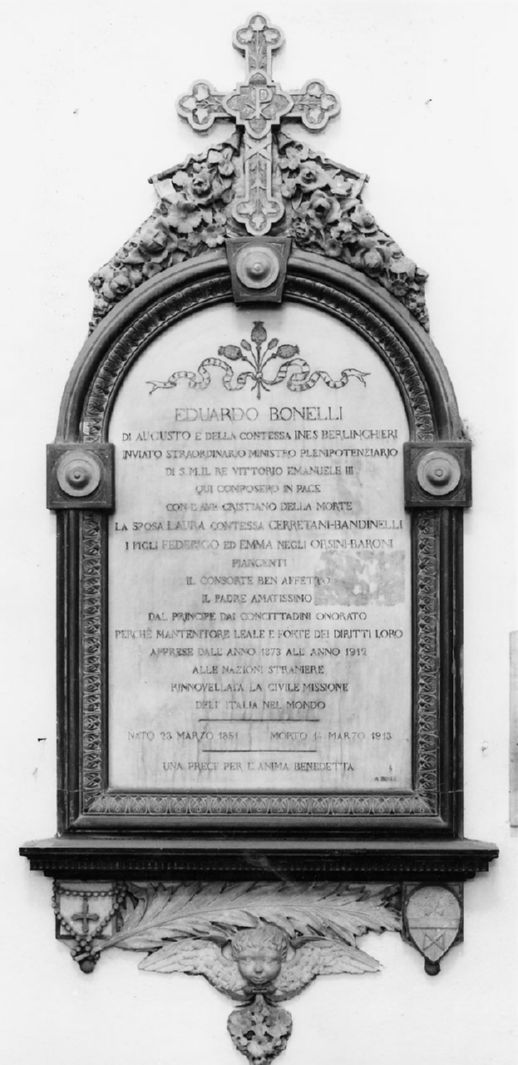 EDUARDO BONELLI
DI AUGUSTO E DELLA CONTESSA INES BERLINGHIERI
INVIATO STRAORDINARIO MINISTRO PLENIPOTENZIARIO
DI S.M. IL RE VITTORIO EMANUELE III
QUI COMPOSERO IN PACE
CON L'AVE CRISTIANO DELLA MORTE
LA SPOSA LAURA CONTESSA CERRETANI-BANDINELLI
I FIGLI FEDERIGO ED EMMA NEGLI ORSINI-BARONI
PIANGENTI
IL CONSORTE BEN AFFETTO
IL PADRE AMATISSIMO
DAL PRINCIPE DAI CONCITTADINI ONORATO
PERCHÈ MANTENITORE LEALE E FORTE DEI DIRITTI LORO
APPRESE DALL'ANNO 1873 ALL'ANNO 1912
ALLE NAZIONI STRANIERE
RINNOVELLATA LA CIVILE MISSIONE
DELL'ITALIA NEL MONDO
NATO 23 MARZO 1851 MORTO MARZO 1913
UNA PRECE PER L'ANIMA BENEDETTA